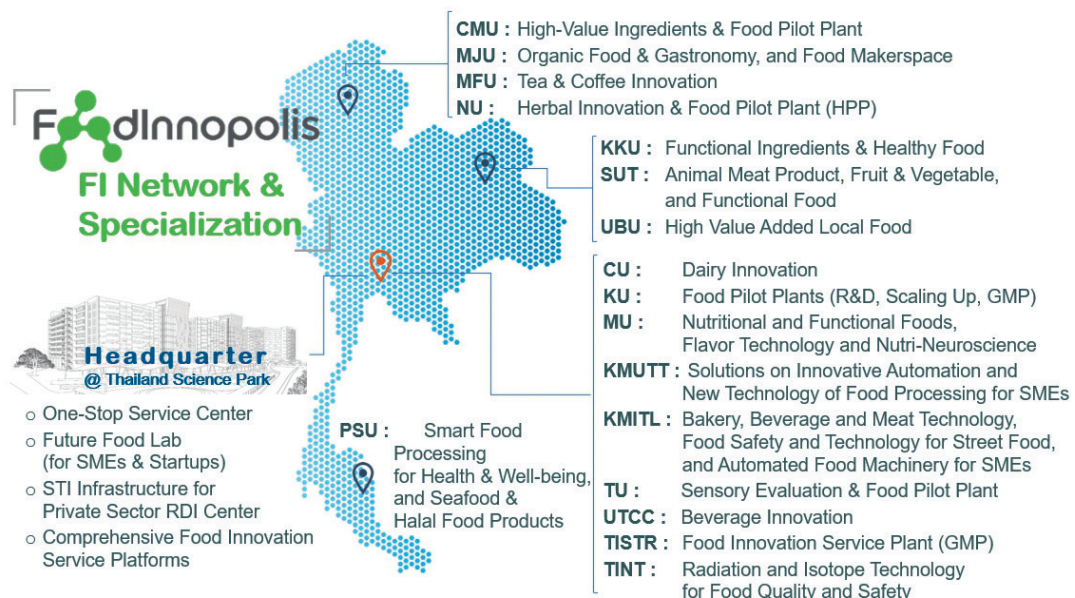 FoodInnopolis
FI Network &
Specialization
CMU : High-Value Ingredients & Food Pilot Plant
MJU : Organic Food & Gastronomy, and Food Makerspace
MFU : Tea & Coffee Innovation
NU : Herbal Innovation & Food Pilot Plant (HPP)
KKU : Functional Ingredients & Healthy Food
SUT : Animal Meat Product, Fruit & Vegetable,
and Functional Food
UBU : High Value Added Local Food
CU : Dairy Innovation
KU : Food Pilot Plants (R&D, Scaling Up, GMP)
MU : Nutritional and Functional Foods,
Flavor Technology and Nutri-Neuroscience
KMUTT : Solutions on Innovative Automation and
New Technology of Food Processing for SMEs
KMITL : Bakery, Beverage and Meat Technology,
Food Safety and Technology for Street Food,
and Automated Food Machinery for SMEs
TU : Sensory Evaluation & Food Pilot Plant
UTCC : Beverage Innovation
TISTR : Food Innovation Service Plant (GMP)
TINT : Radiation and Isotope Technology
for Food Quality and Safety
Headquarter
@ Thailand Science Park
o One-Stop Service Center
o Future Food Lab
(for SMEs & Startups)
o STI Infrastructure for
Private Sector RDI Center
o Comprehensive Food Innovation
Service Platforms
PSU : Smart Food
Processing
for Health & Well-being,
and Seafood &
Halal Food Products